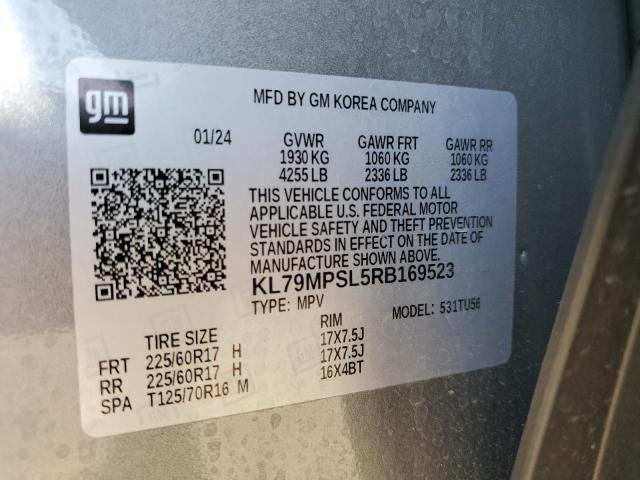 gm
MFD BY GM KOREA COMPANY
01/24 GVWR GAWR FRT GAWR RR
1930 KG 1060 KG 1060 KG
4255 LB 2336 LB 2336 LB
THIS VEHICLE CONFORMS TO ALL
APPLICABLE U.S. FEDERAL MOTOR
VEHICLE SAFETY AND THEFT PREVENTION
STANDARDS IN EFFECT ON THE DATE OF
MANUFACTURE SHOWN ABOVE.
KL79MPSL5RB169523
TYPE: MPV MODEL: 531TU56
TIRE SIZE RIM
FRT 225/60R17 H 17X7.5J
RR 225/60R17 H 17X7.5J
SPA T125/70R16 M 16X4BT